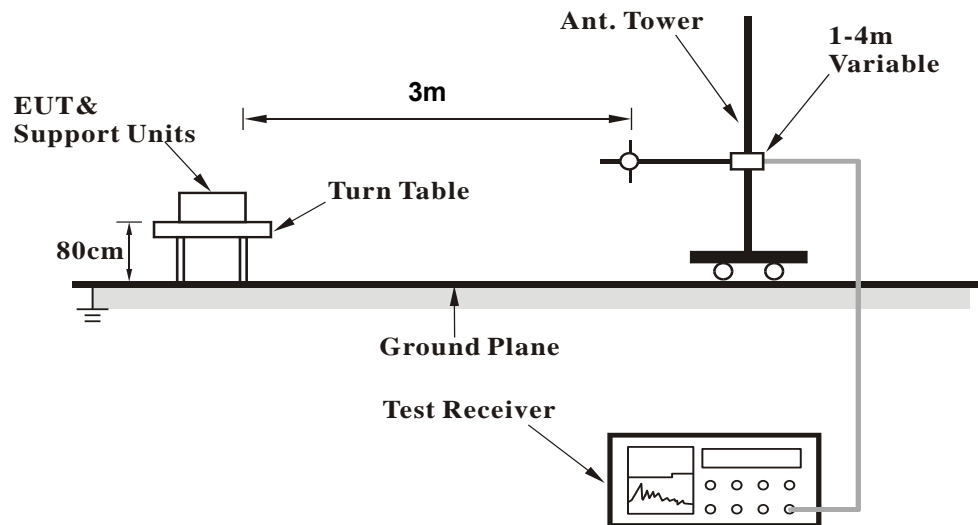 Ant. Tower
1-4m
Variable
3m
EUT&
Support Units
Turn Table
80cm
Ground Plane
Test Receiver